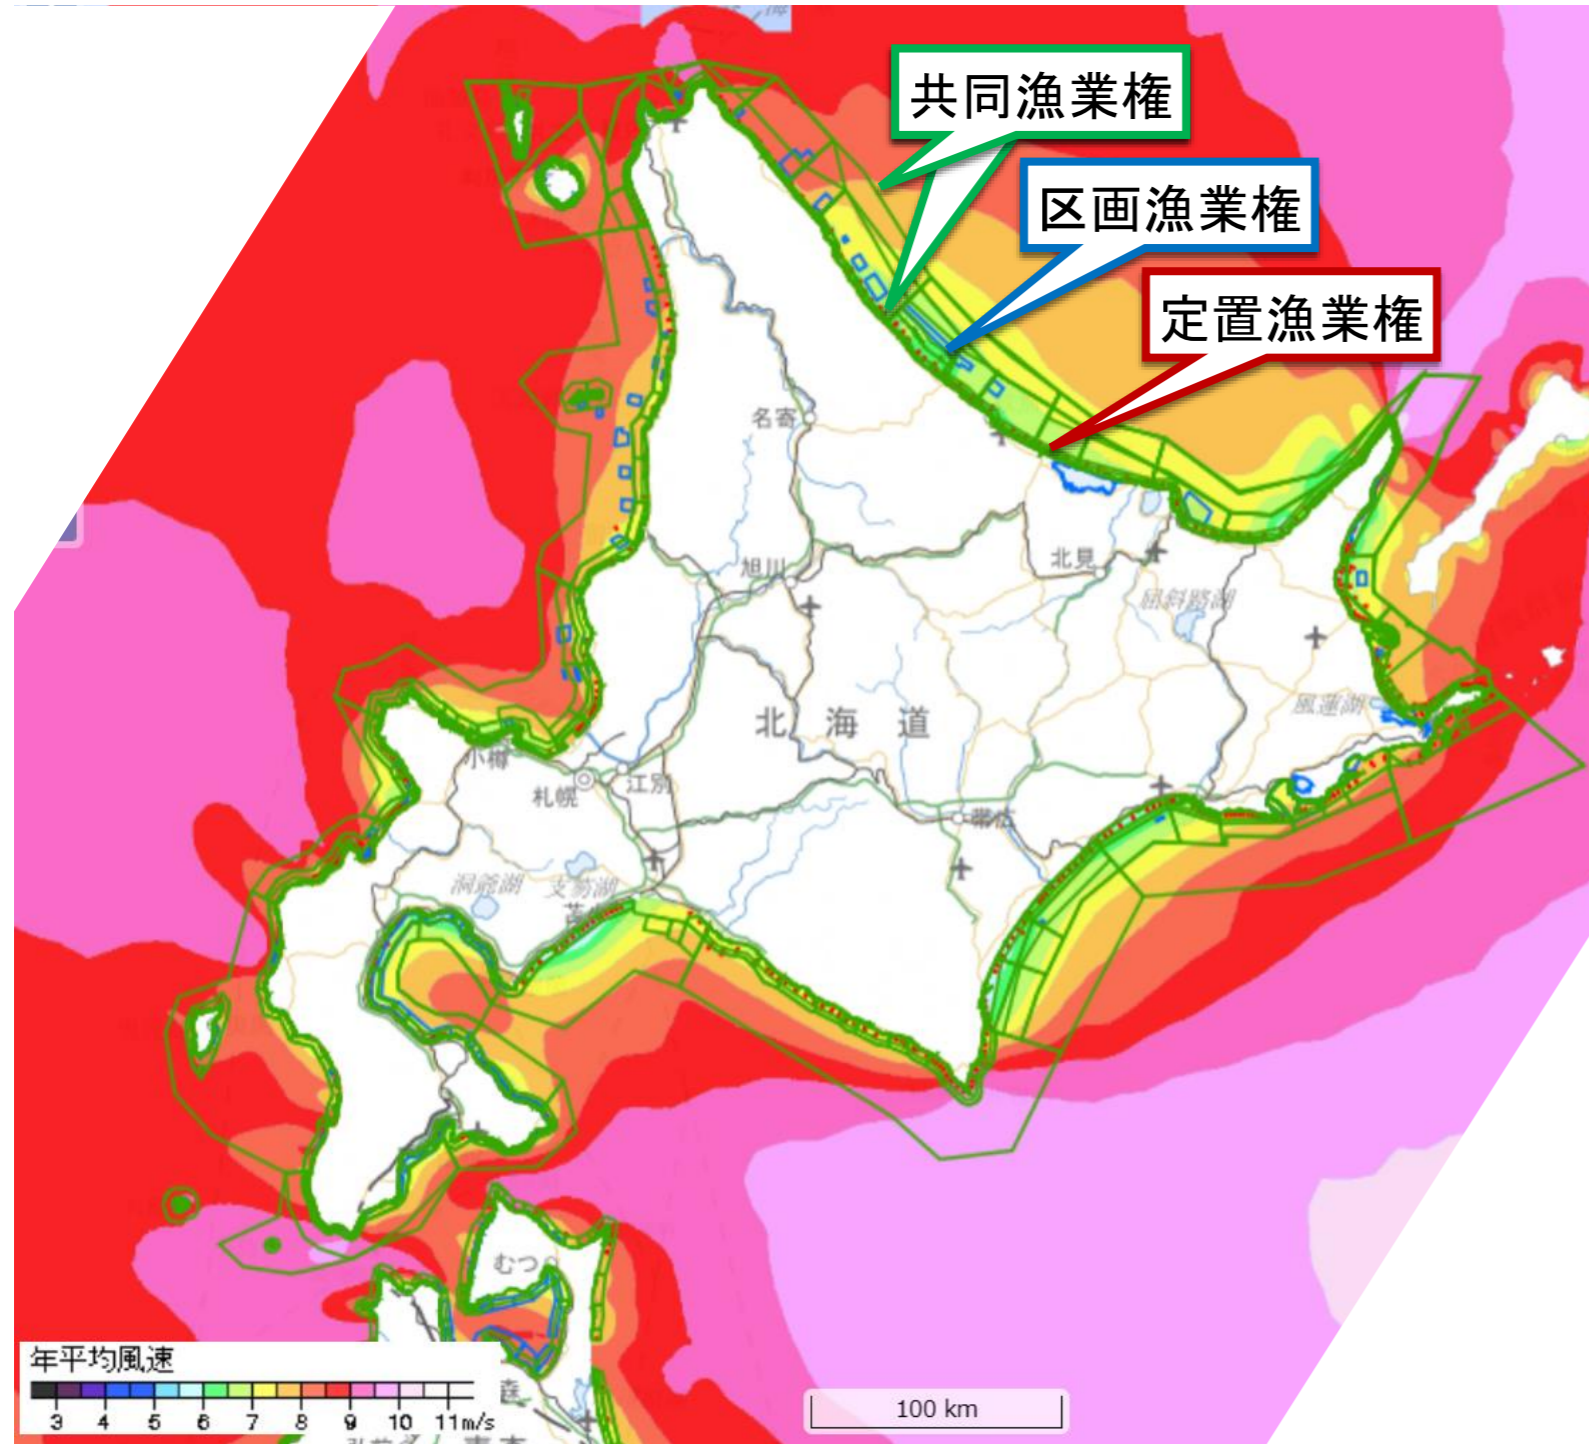 共同漁業権
区画漁業権
定置漁業権
名寄
旭川
北見
屈斜路湖
風蓮湖
北海道
小樽
札幌
江別
帯広
洞爺湖
支笏湖
むつ
年平均風速
3 4 5 6 7 8 9 10 11m/s
100 km